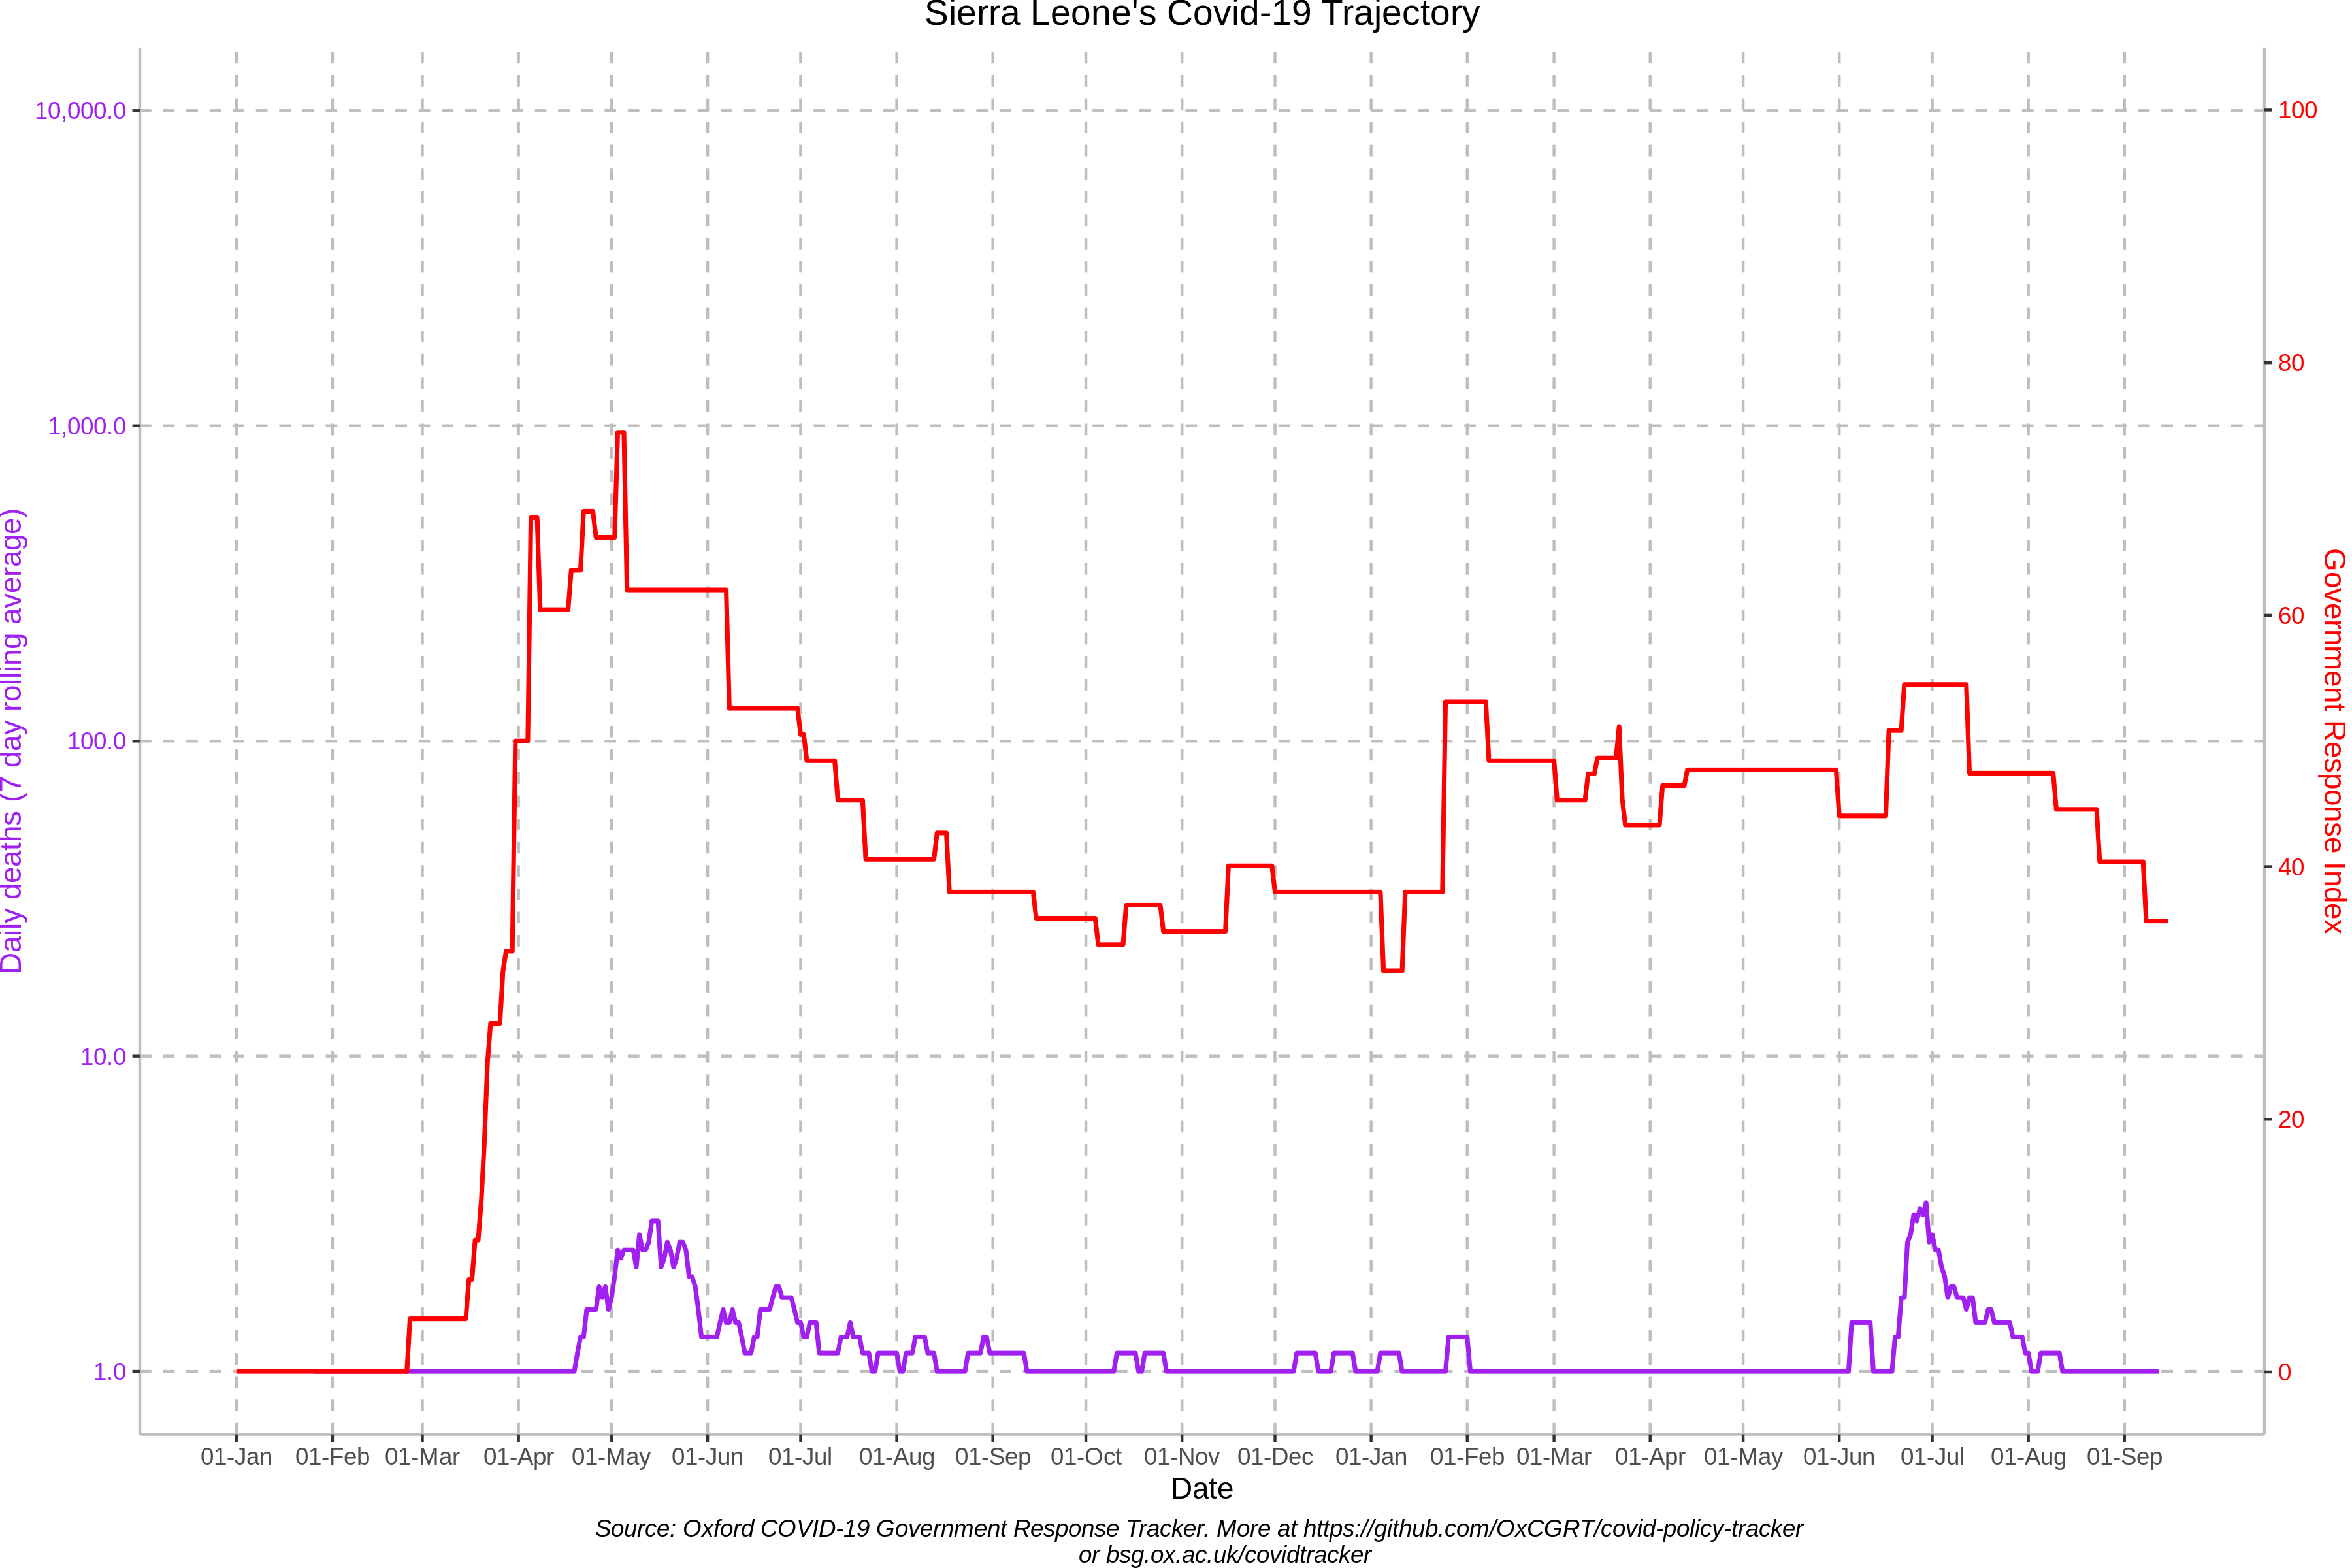 Sierra Leone's Covid-19 Trajectory
10,000.0
1,000.0
100.0
10.0
1.0
Daily deaths (7 day rolling average)
100
80
60
40
20
0
Government Response Index
01-Jan 01-Feb 01-Mar 01-Apr 01-May 01-Jun 01-Jul 01-Aug 01-Sep 01-Oct 01-Nov 01-Dec 01-Jan 01-Feb 01-Mar 01-Apr 01-May 01-Jun 01-Jul 01-Aug 01-Sep
Date
Source: Oxford COVID-19 Government Response Tracker. More at https://github.com/OxCGRT/covid-policy-tracker
or bsg.ox.ac.uk/covidtracker